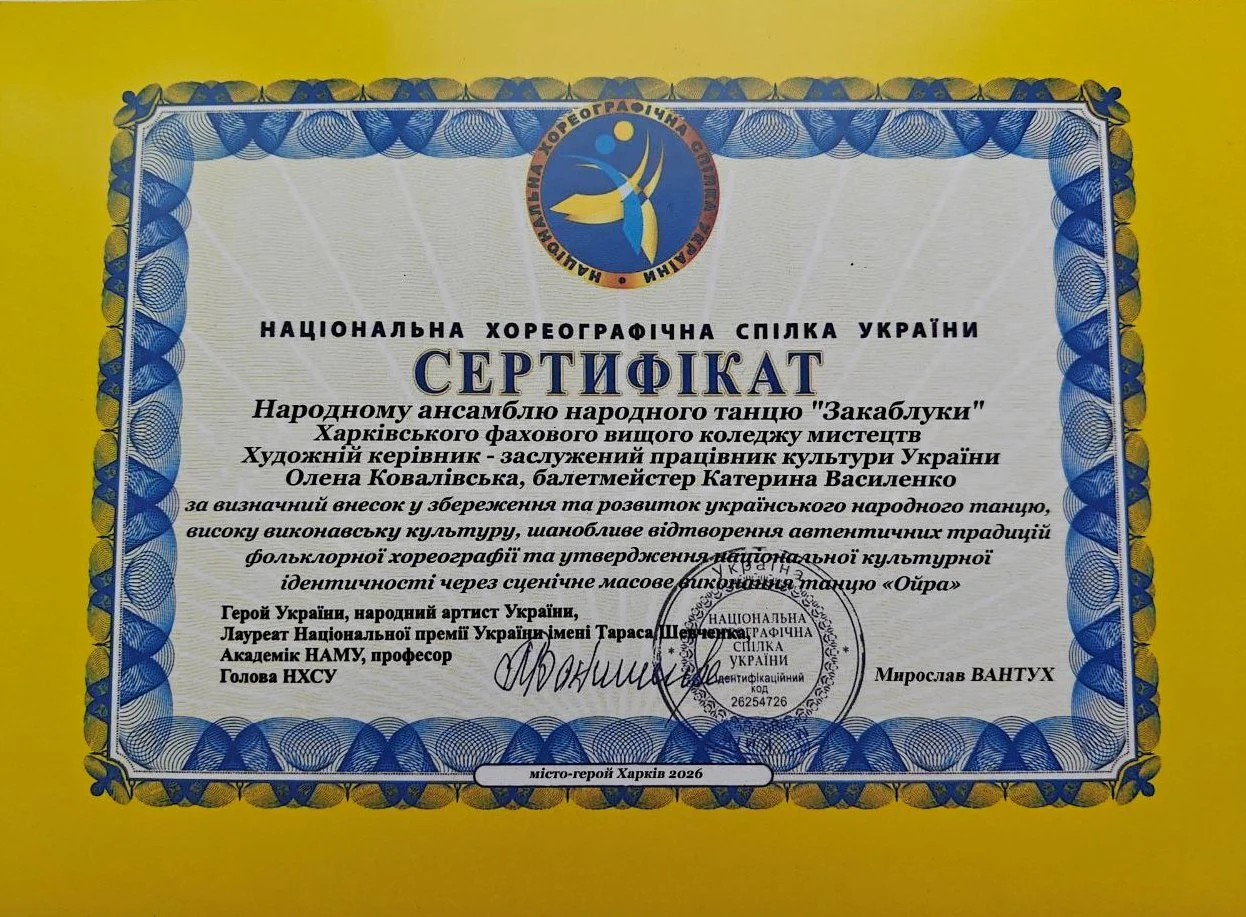 НАЦІОНАЛЬНА ХОРЕОГРАФІЧНА СПІЛКА УКРАЇНИ
НАЦІОНАЛЬНА ХОРЕОГРАФІЧНА СПІЛКА УКРАЇНИ
СЕРТИФІКАТ
Народному ансамблю народного танцю "Закаблуки"
Харківського фахового вищого коледжу мистецтв
Художній керівник - заслужений працівник культури України
Олена Ковалівська, балетмейстер Катерина Василенко
за визначний внесок у збереження та розвиток українського народного танцю,
високу виконавську культуру, шанобливе відтворення автентичних традицій
фольклорної хореографії та утвердження національної культурної
ідентичності через сценічне масове виконання танцю «Ойра»
Герой України, народний артист України,
Лауреат Національної премії України імені Тараса Шевченка,
Академік НАМУ, професор
Голова НХСУ
Мирослав ВАНТУХ
Україна
НАЦІОНАЛЬНА
ХОРЕОГРАФІЧНА
СПІЛКА
УКРАЇНИ
ідентифікаційний
код
26254726
місто-герой Харків 2026